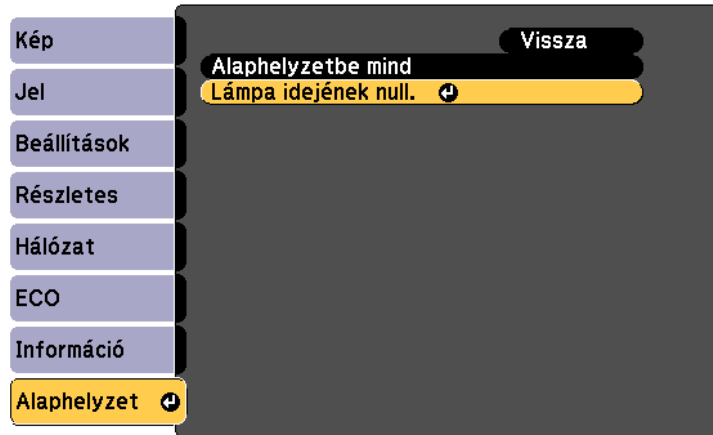 Kép
Jel
Beállítások
Részletes
Hálózat
ECO
Információ
Alaphelyzet
Vissza
Alaphelyzetbe mind
Lámpa idejének null.